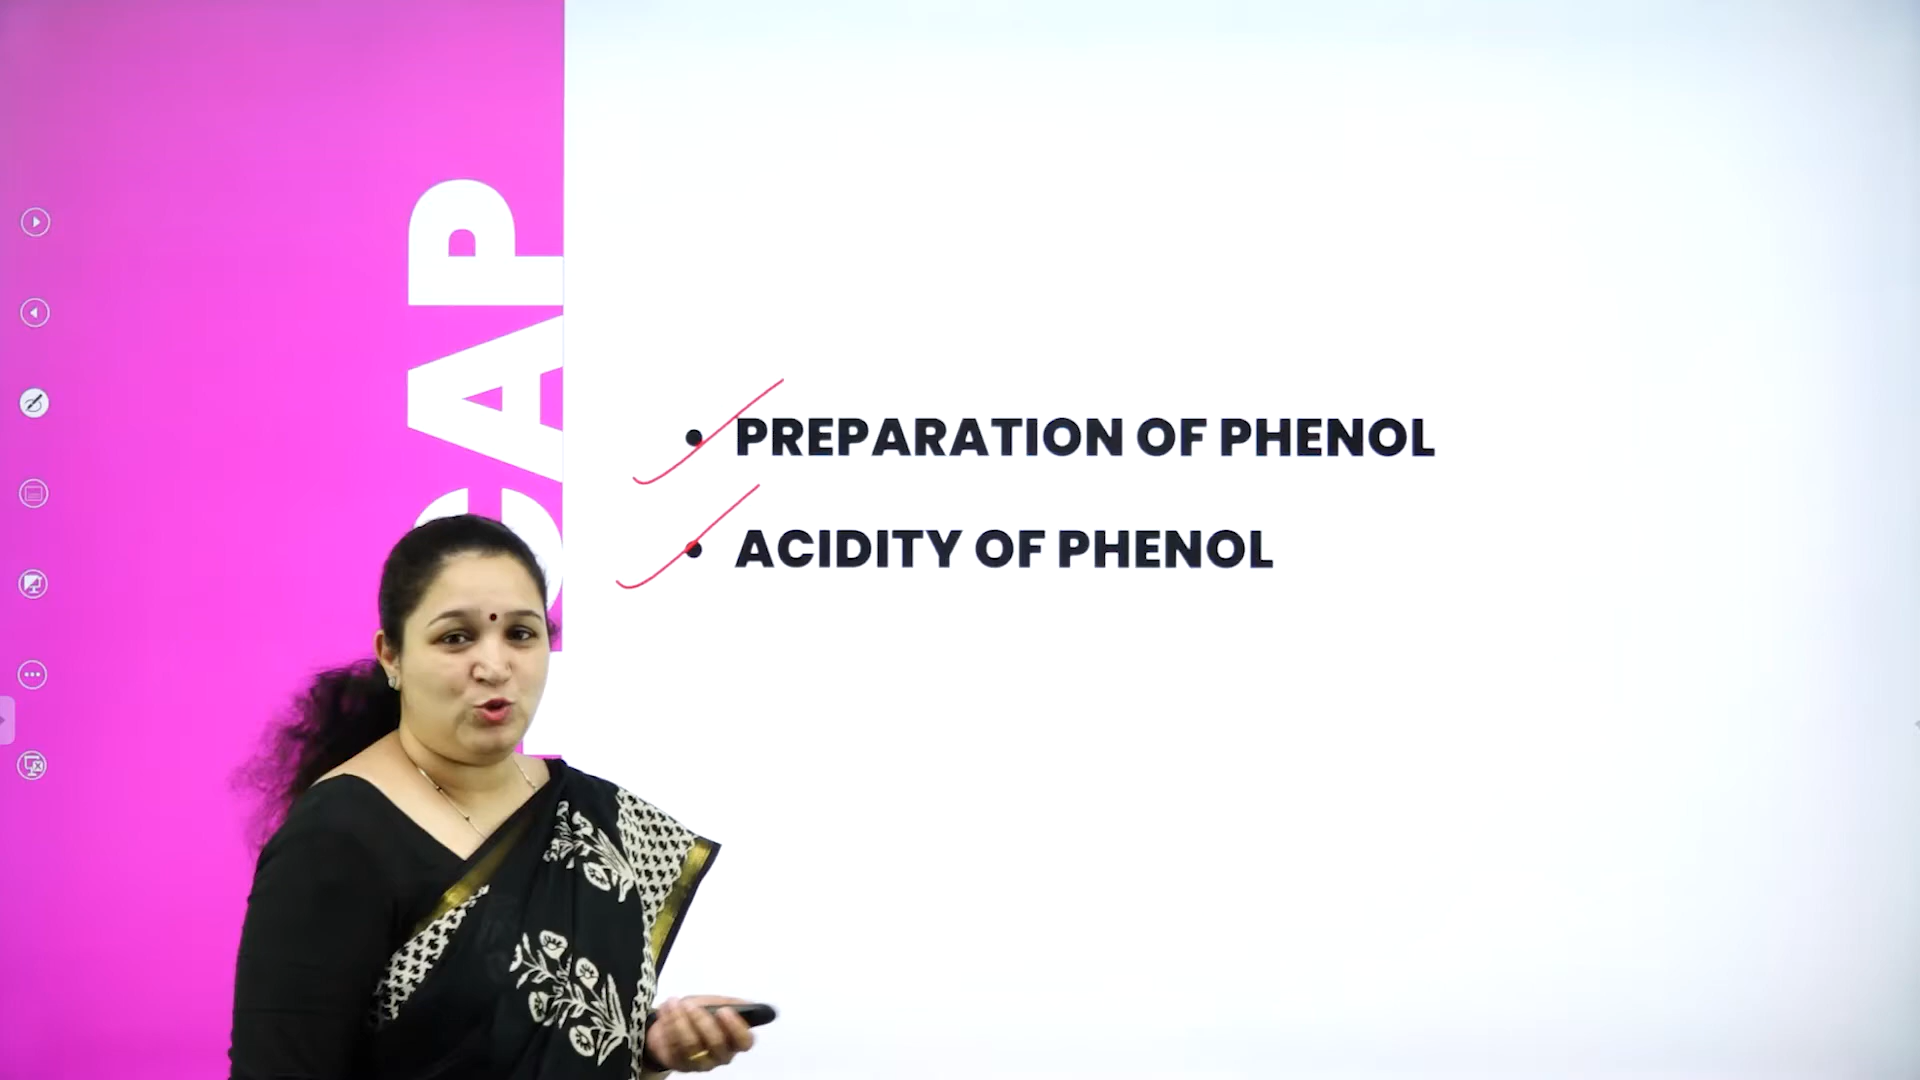 CAP
• PREPARATION OF PHENOL
• ACIDITY OF PHENOL